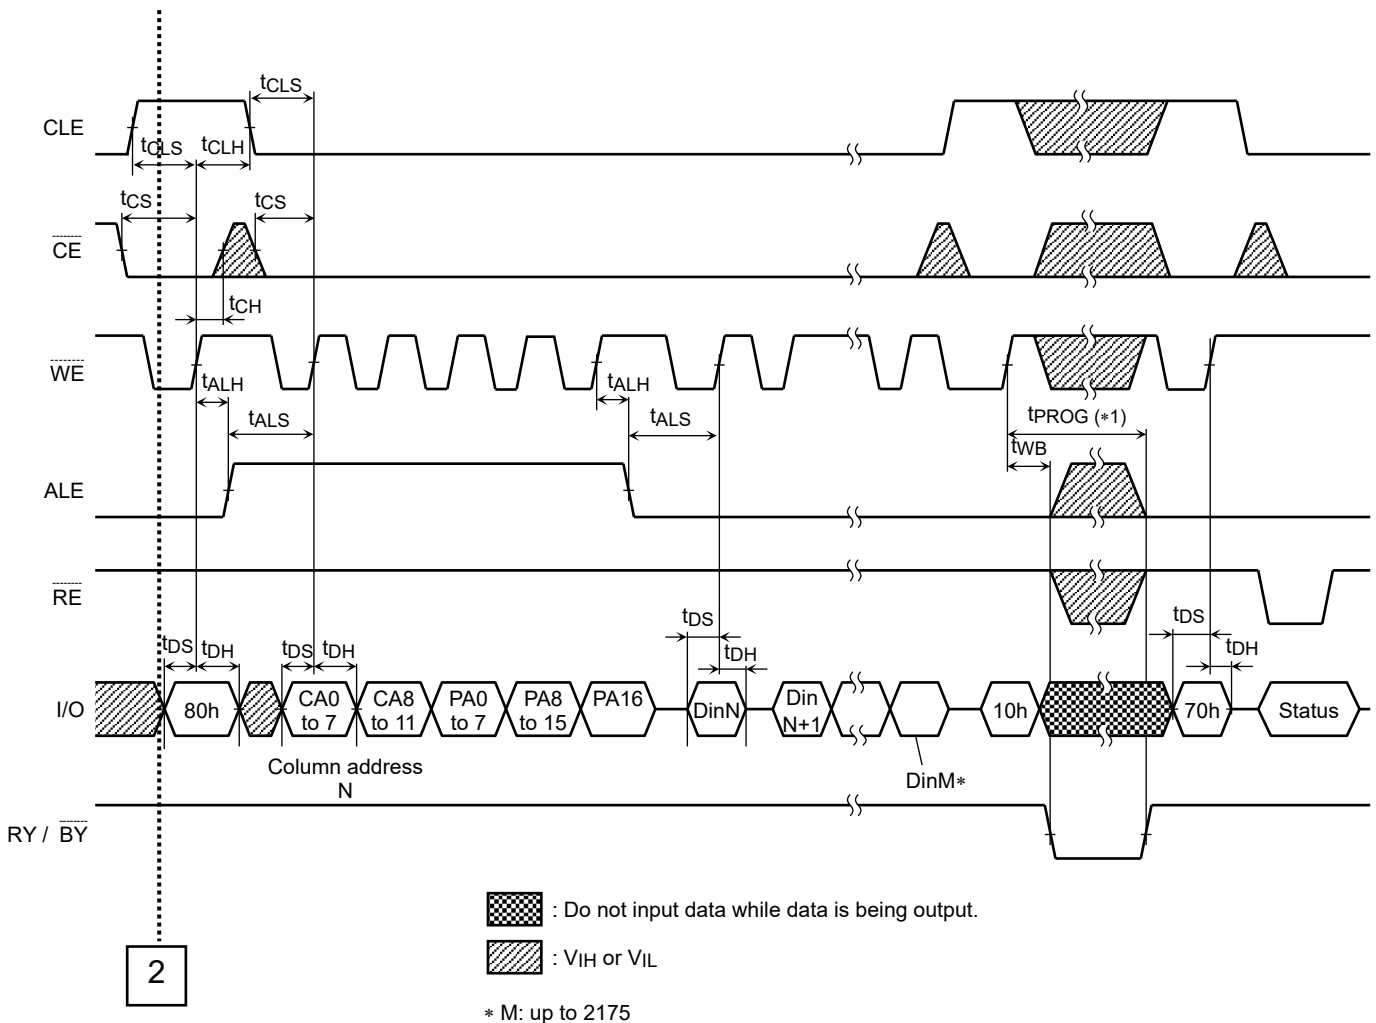 tCLS
CLE
tCLS
tCLH
tCS
tCS
CE
tCH
WE
tALH
tALH
tALS
tALS
tPROG (∗1)
tWB
ALE
RE
tDS
tDH
tDS
tDH
tDS
tDH
tDS
tDH
I/O
80h
CA0
to 7
CA8
to 11
PA0
to 7
PA8
to 15
PA16
DinN
Din
N+1
10h
70h
Status
Column address
N
DinM∗
RY / BY
: Do not input data while data is being output.
2
: VIH or VIL
∗ M: up to 2175